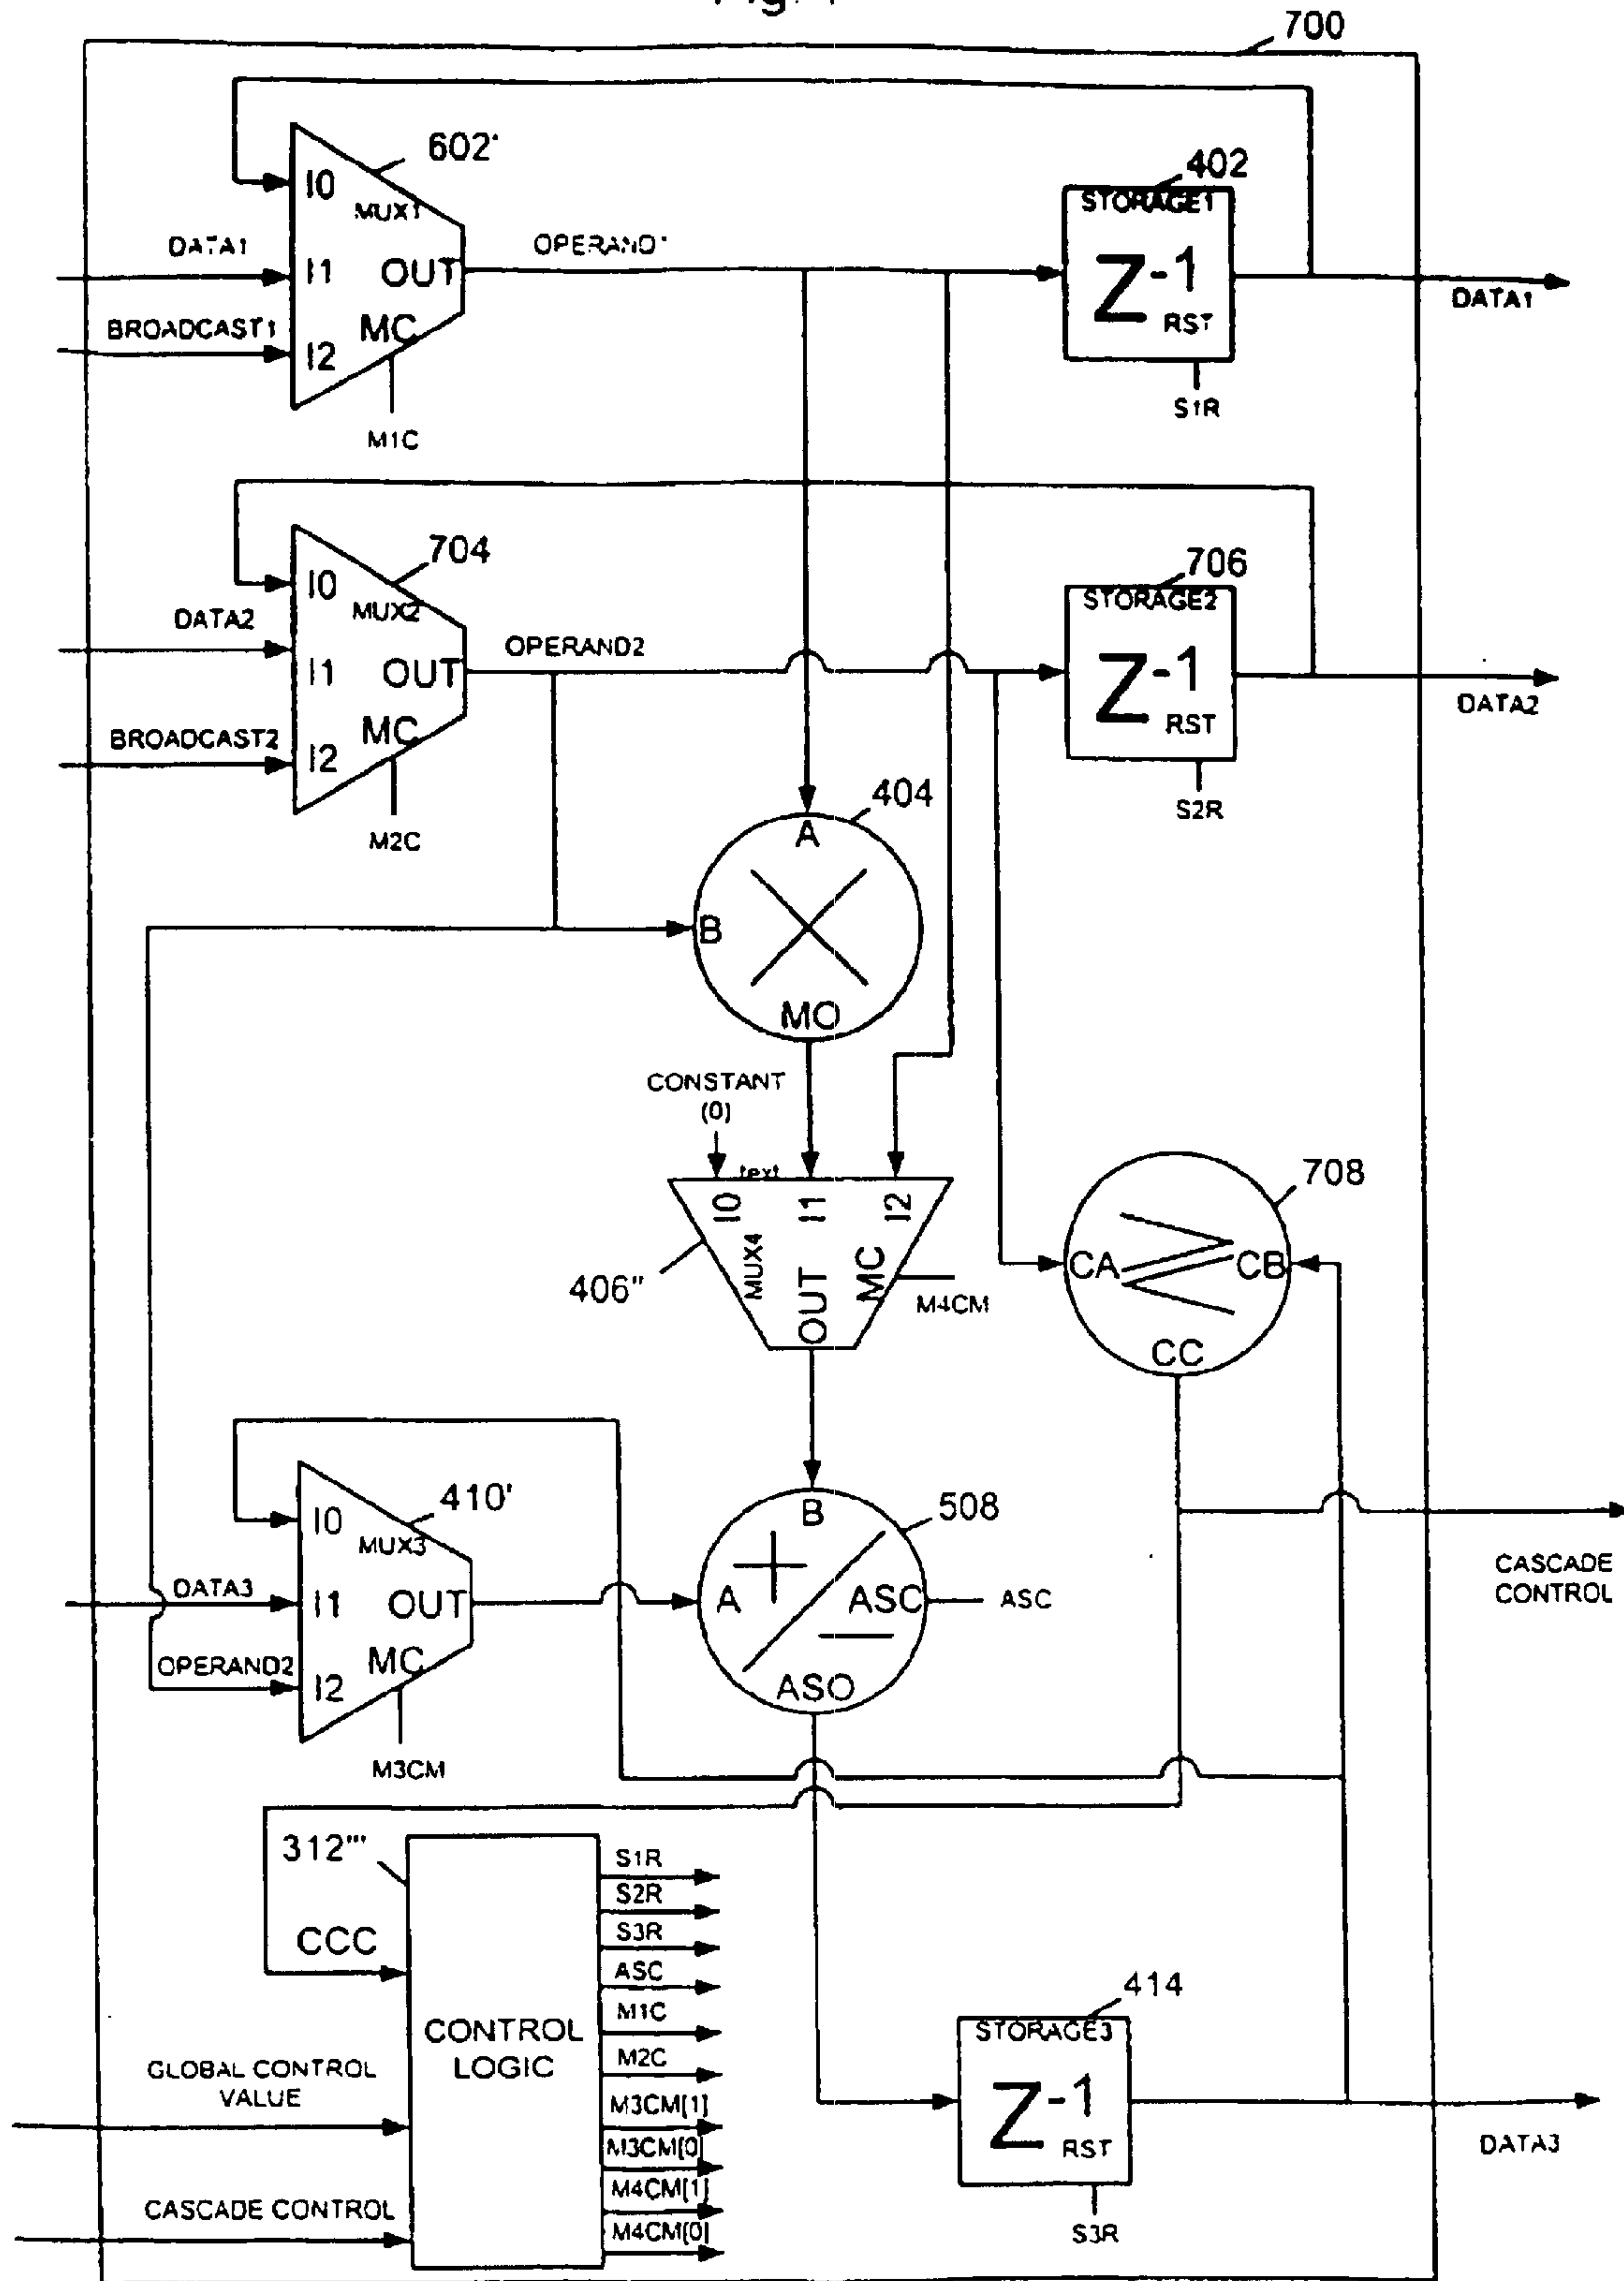 700
602'
I0
MUX1
DATA1
I1
OUT
OPERAND1
BROADCAST1
MC
I2
M1C
402
STORAGE1
Z-1
RST
S1R
DATA1
704
I0
MUX2
DATA2
I1
OUT
OPERAND2
BROADCAST2
MC
I2
M2C
706
STORAGE2
Z-1
RST
S2R
DATA2
404
A
B
MO
CONSTANT
(0)
text
I0
I1
I2
MUX4
OUT
MC
406"
M4CM
708
CA
CB
CC
410'
I0
MUX3
DATA3
I1
OUT
OPERAND2
MC
I2
M3CM
508
B
A
ASC
ASC
ASO
CASCADE
CONTROL
312'''
CCC
CONTROL
LOGIC
GLOBAL CONTROL
VALUE
CASCADE CONTROL
S1R
S2R
S3R
ASC
M1C
M2C
M3CM[1]
M3CM[0]
M4CM[1]
M4CM[0]
414
STORAGE3
Z-1
RST
S3R
DATA3